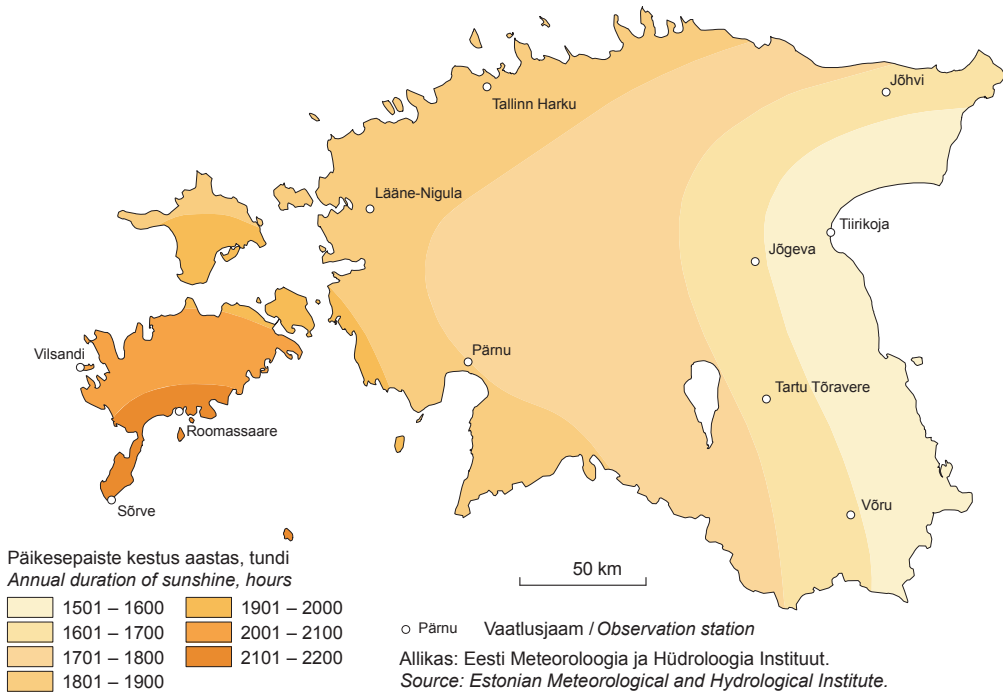 Jõhvi
Tallinn Harku
Lääne-Nigula
Tiirikoja
Jõgeva
Vilsandi
Pärnu
Tartu Tõravere
Roomassaare
Sõrve
Võru
Päikesepaiste kestus aastas, tundi
Annual duration of sunshine, hours
1501 – 1600
1601 – 1700
1701 – 1800
1801 – 1900
1901 – 2000
2001 – 2100
2101 – 2200
50 km
Pärnu Vaatlusjaam / Observation station
Allikas: Eesti Meteoroloogia ja Hüdroloogia Instituut.
Source: Estonian Meteorological and Hydrological Institute.